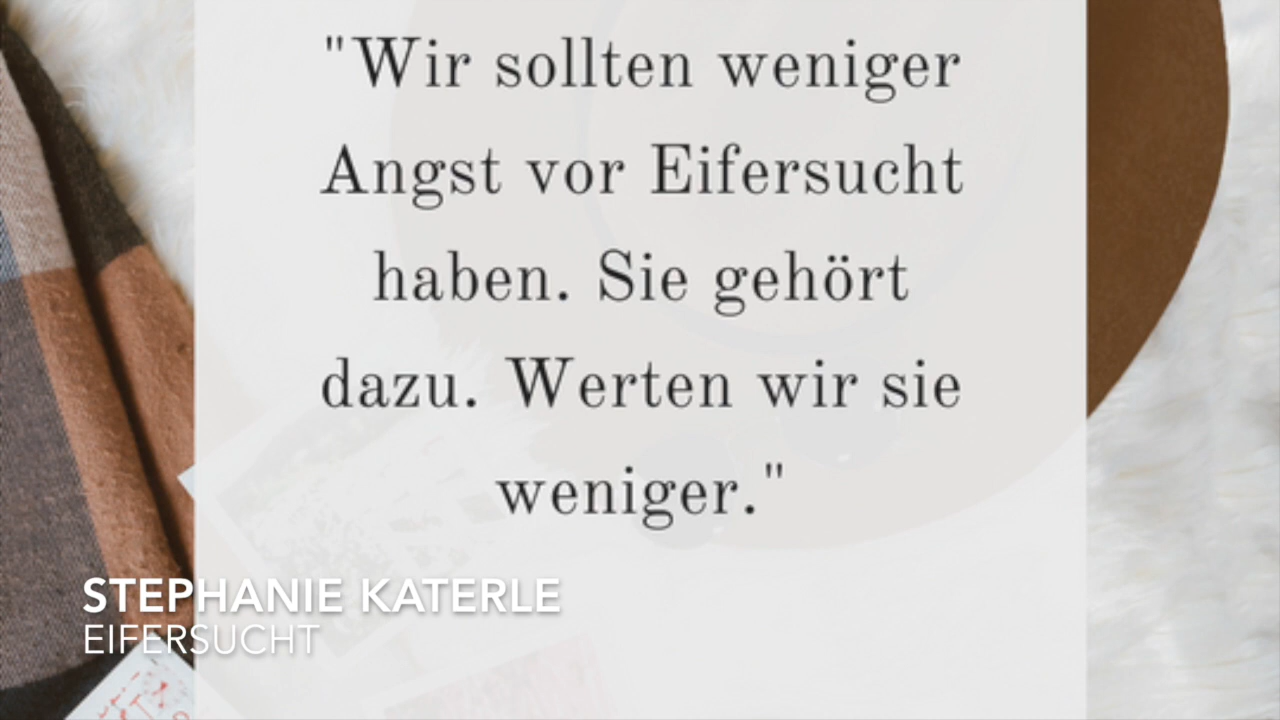 "Wir sollten weniger
Angst vor Eifersucht
haben. Sie gehört
dazu. Werten wir sie
weniger."
STEPHANIE KATERLE
EIFERSUCHT